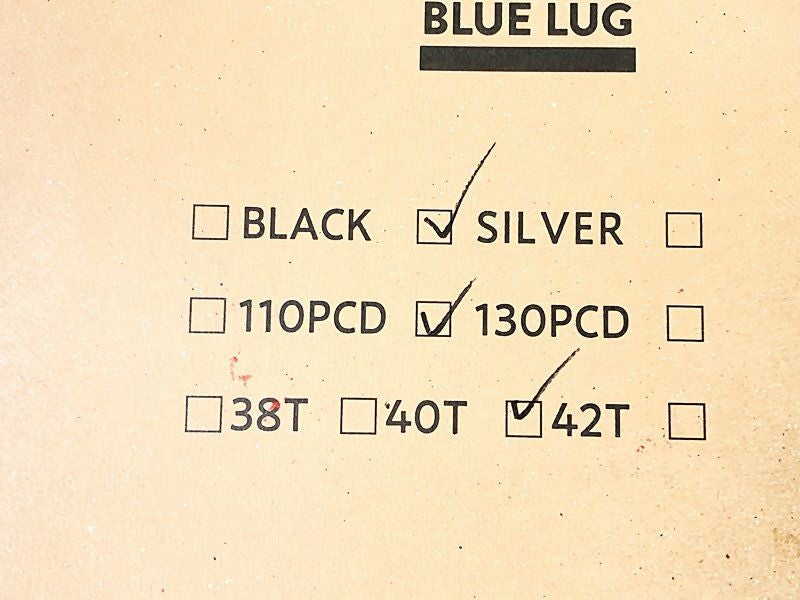 BLUE LUG
☐ BLACK ☑ SILVER ☐
☐ 110PCD ☑ 130PCD ☐
☐ 38T ☐ 40T ☑ 42T ☐